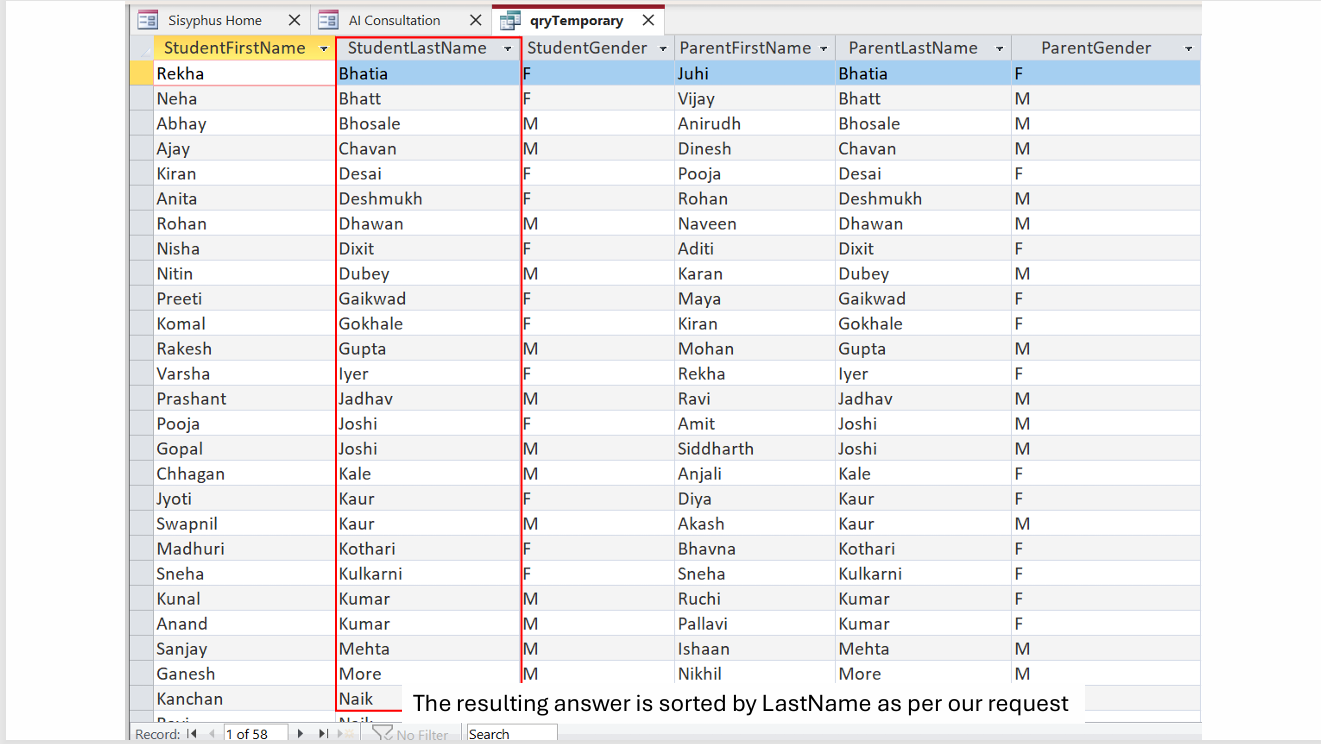 Sisyphus Home AI Consultation qryTemporary
StudentFirstName StudentLastName StudentGender ParentFirstName ParentLastName ParentGender
Rekha Bhatia F Juhi Bhatia F
Neha Bhatt F Vijay Bhatt M
Abhay Bhosale M Anirudh Bhosale M
Ajay Chavan M Dinesh Chavan M
Kiran Desai F Pooja Desai F
Anita Deshmukh F Rohan Deshmukh M
Rohan Dhawan M Naveen Dhawan M
Nisha Dixit F Aditi Dixit F
Nitin Dubey M Karan Dubey M
Preeti Gaikwad F Maya Gaikwad F
Komal Gokhale F Kiran Gokhale F
Rakesh Gupta M Mohan Gupta M
Varsha Iyer F Rekha Iyer F
Prashant Jadhav M Ravi Jadhav M
Pooja Joshi F Amit Joshi M
Gopal Joshi M Siddharth Joshi M
Chhagan Kale M Anjali Kale F
Jyoti Kaur F Diya Kaur F
Swapnil Kaur M Akash Kaur M
Madhuri Kothari F Bhavna Kothari F
Sneha Kulkarni F Sneha Kulkarni F
Kunal Kumar M Ruchi Kumar F
Anand Kumar M Pallavi Kumar F
Sanjay Mehta M Ishaan Mehta M
Ganesh More M Nikhil More M
Kanchan Naik
The resulting answer is sorted by LastName as per our request
Record: 1 of 58 No Filter Search